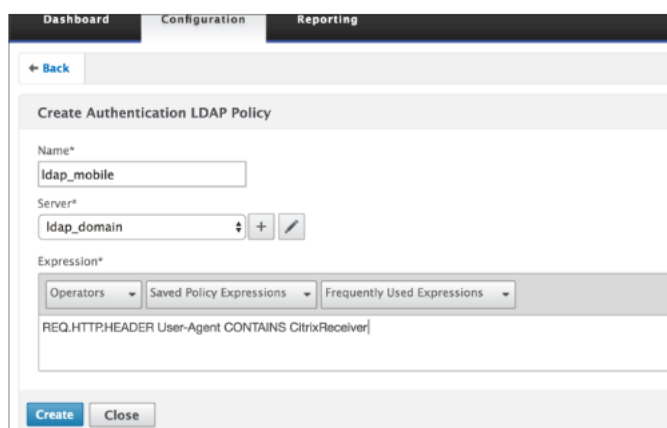 Dashboard Configuration Reporting
← Back
Create Authentication LDAP Policy
Name*
ldap_mobile
Server*
ldap_domain +
Expression*
Operators Saved Policy Expressions Frequently Used Expressions
REQ.HTTP.HEADER User-Agent CONTAINS CitrixReceiver
Create Close